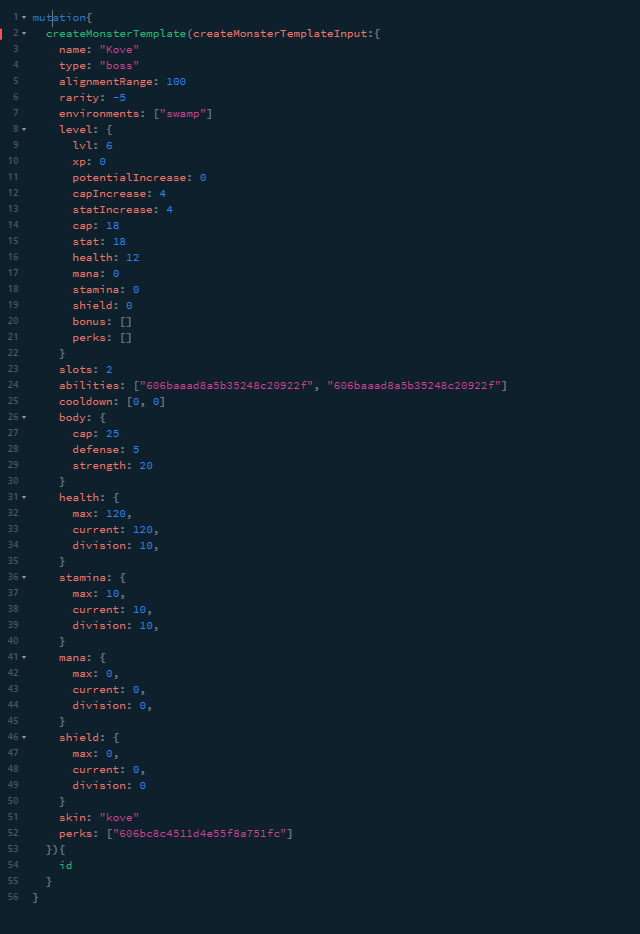 1 mutation{
2 createMonsterTemplate(createMonsterTemplateInput:{
3 name: "Kove"
4 type: "boss"
5 alignmentRange: 100
6 rarity: -5
7 environments: ["swamp"]
8 level: {
9 lvl: 6
10 xp: 0
11 potentialIncrease: 0
12 capIncrease: 4
13 statIncrease: 4
14 cap: 18
15 stat: 18
16 health: 12
17 mana: 0
18 stamina: 0
19 shield: 0
20 bonus: []
21 perks: []
22 }
23 slots: 2
24 abilities: ["606baaad8a5b35248c20922f", "606baaad8a5b35248c20922f"]
25 cooldown: [0, 0]
26 body: {
27 cap: 25
28 defense: 5
29 strength: 20
30 }
31 health: {
32 max: 120,
33 current: 120,
34 division: 10,
35 }
36 stamina: {
37 max: 10,
38 current: 10,
39 division: 10,
40 }
41 mana: {
42 max: 0,
43 current: 0,
44 division: 0,
45 }
46 shield: {
47 max: 0,
48 current: 0,
49 division: 0
50 }
51 skin: "kove"
52 perks: ["606bc8c4511d4e55f8a751fc"]
53 }){
54 id
55 }
56 }